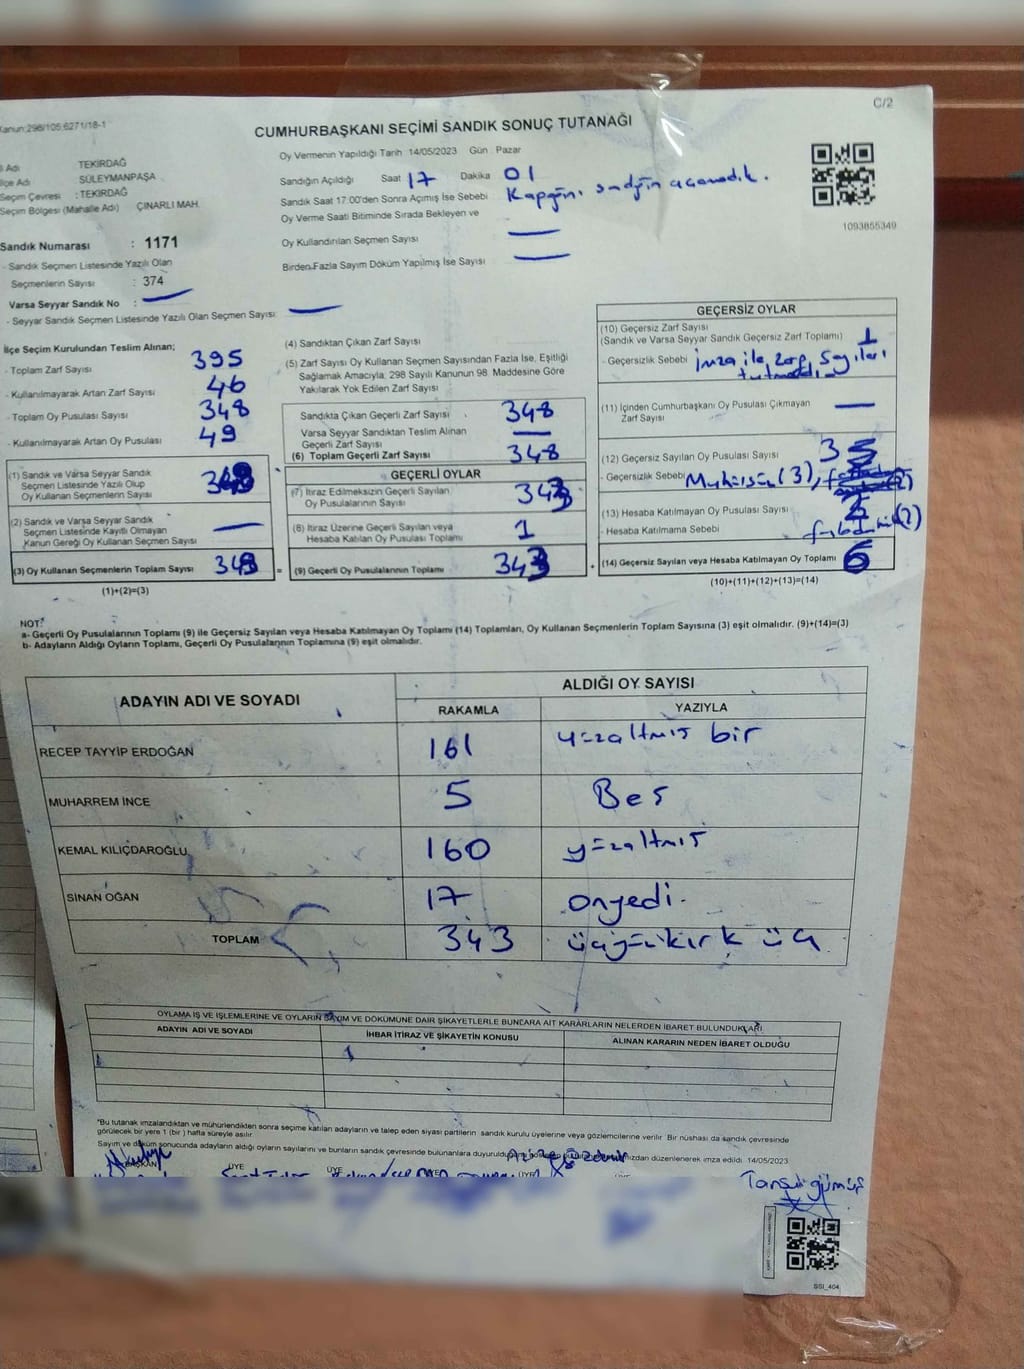 C/2
Kanun:298/105;6271/18-1
CUMHURBAŞKANI SEÇİMİ SANDIK SONUÇ TUTANAĞI
İl Adı TEKİRDAĞ
İlçe Adı SÜLEYMANPAŞA
Seçim Çevresi : TEKİRDAĞ
Seçim Bölgesi (Mahalle Adı) ÇINARLI MAH.
Sandık Numarası : 1171
- Sandık Seçmen Listesinde Yazılı Olan
Seçmenlerin Sayısı : 374
Varsa Seyyar Sandık No : —
- Seyyar Sandık Seçmen Listesinde Yazılı Olan Seçmen Sayısı: —
Oy Vermenin Yapıldığı Tarih 14/05/2023 Gün Pazar
Sandığın Açıldığı Saat 17 Dakika 01
Sandık Saat 17:00'den Sonra Açımış İse Sebebi Kapağını açamadık.
Oy Verme Saati Bitiminde Sırada Bekleyen ve
Oy Kullandırılan Seçmen Sayısı —
Birden Fazla Sayım Döküm Yapılmış İse Sayısı —
1093855349
İlçe Seçim Kurulundan Teslim Alınan;
- Toplam Zarf Sayısı 395
- Kullanılmayarak Artan Zarf Sayısı 46
- Toplam Oy Pusulası Sayısı 348
- Kullanılmayarak Artan Oy Pusulası 49
(1) Sandık ve Varsa Seyyar Sandık
Seçmen Listesinde Yazılı Olup
Oy Kullanan Seçmenlerin Sayısı
(2) Sandık ve Varsa Seyyar Sandık
Seçmen Listesinde Kayıtlı Olmayan
Kanun Gereği Oy Kullanan Seçmen Sayısı —
(3) Oy Kullanan Seçmenlerin Toplam Sayısı =
(1)+(2)=(3)
(4) Sandıktan Çıkan Zarf Sayısı
(5) Zarf Sayısı Oy Kullanan Seçmen Sayısından Fazla İse, Eşitliği
Sağlamak Amacıyla, 298 Sayılı Kanunun 98. Maddesine Göre
Yakılarak Yok Edilen Zarf Sayısı
Sandıkta Çıkan Geçerli Zarf Sayısı 348
Varsa Seyyar Sandıktan Teslim Alınan
Geçerli Zarf Sayısı —
(6) Toplam Geçerli Zarf Sayısı 348
GEÇERLİ OYLAR
(7) İtiraz Edilmeksizin Geçerli Sayılan
Oy Pusulasının Sayısı
(8) İtiraz Üzerine Geçerli Sayılan veya
Hesaba Katılan Oy Pusulası Toplamı 1
(9) Geçerli Oy Pusulalarının Toplamı 343 +
GEÇERSİZ OYLAR
(10) Geçersiz Zarf Sayısı
(Sandık ve Varsa Seyyar Sandık Geçersiz Zarf Toplamı) 1
- Geçersizlik Sebebi imza ile zarf sayıları
tutmadı
(11) İçinden Cumhurbaşkanı Oy Pusulası Çıkmayan
Zarf Sayısı —
(12) Geçersiz Sayılan Oy Pusulası Sayısı 3
- Geçersizlik Sebebi (3),
(13) Hesaba Katılmayan Oy Pusulası Sayısı
- Hesaba Katılmama Sebebi (2)
(14) Geçersiz Sayılan veya Hesaba Katılmayan Oy Toplamı 6
(10)+(11)+(12)+(13)=(14)
NOT:
a- Geçerli Oy Pusulalarının Toplamı (9) ile Geçersiz Sayılan veya Hesaba Katılmayan Oy Toplamı (14) Toplamları, Oy Kullanan Seçmenlerin Toplam Sayısına (3) eşit olmalıdır. (9)+(14)=(3)
b- Adayların Aldığı Oyların Toplamı, Geçerli Oy Pusulalarının Toplamına (9) eşit olmalıdır.
ADAYIN ADI VE SOYADI ALDIĞI OY SAYISI
RAKAMLA YAZIYLA
RECEP TAYYİP ERDOĞAN 161 yüzaltmış bir
MUHARREM İNCE 5 Beş
KEMAL KILIÇDAROĞLU 160 yüzaltmış
SİNAN OĞAN 17 onyedi.
TOPLAM 343 üçyüzkırk üç
OYLAMA İŞ VE İŞLEMLERİNE VE OYLARIN SAYIM VE DÖKÜMÜNE DAİR ŞİKAYETLERLE BUNLARA AİT KARARLARIN NELERDEN İBARET BULUNDUKLARI
ADAYIN ADI VE SOYADI İHBAR İTİRAZ VE ŞİKAYETİN KONUSU ALINAN KARARIN NEDEN İBARET OLDUĞU
*Bu tutanak imzalandıktan ve mühürlendikten sonra seçime katılan adayların ve talep eden siyasi partilerin sandık kurulu üyelerine veya gözlemcilerine verilir. Bir nüshası da sandık çevresinde
görülecek bir yere 1 (bir) hafta süreyle asılır.
Sayım ve döküm sonucunda adayların aldığı oyların sayılarını ve bunların sandık çevresinde bulunanlara duyurulduğunu düzenlenerek imza edildi. 14/05/2023
BAŞKAN ÜYE ÜYE ÜYE ÜYE
Tansel gümüş
SSI_404